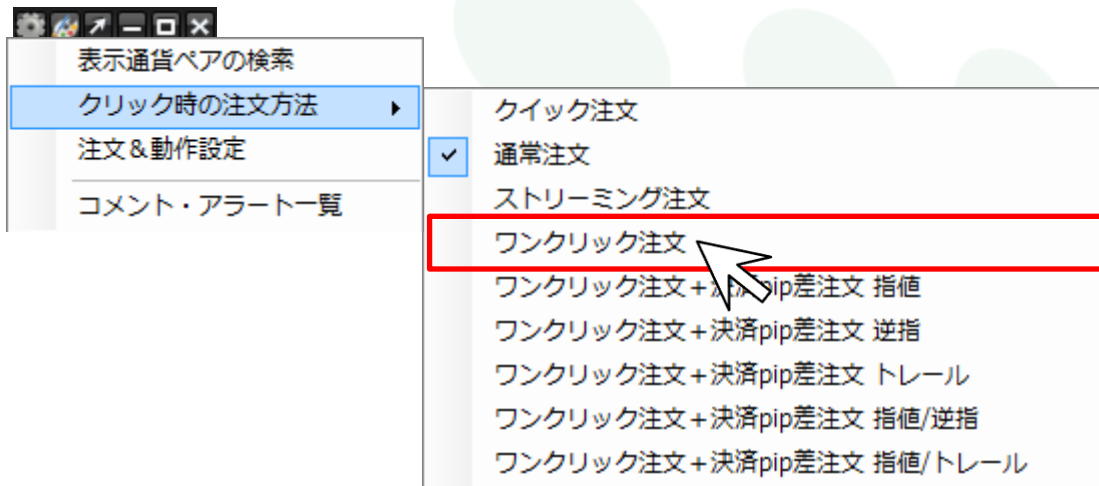 表示通貨ペアの検索
クリック時の注文方法
注文＆動作設定
コメント・アラート一覧
クイック注文
通常注文
ストリーミング注文
ワンクリック注文
ワンクリック注文＋決済pip差注文 指値
ワンクリック注文＋決済pip差注文 逆指
ワンクリック注文＋決済pip差注文 トレール
ワンクリック注文＋決済pip差注文 指値/逆指
ワンクリック注文＋決済pip差注文 指値/トレール